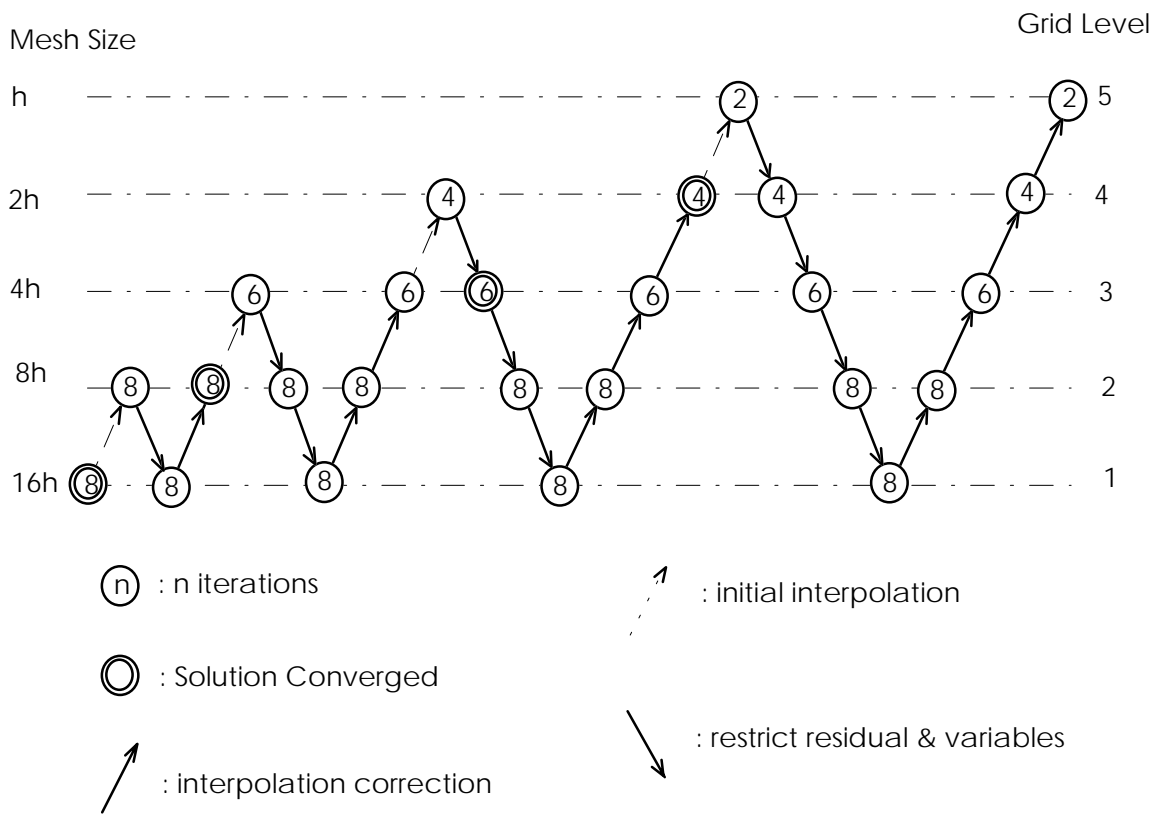 Mesh Size
Grid Level
h 2 2 5
2h 4 4 4 4 4
4h 6 6 6 6 6 6 3
8h 8 8 8 8 8 8 8 8 2
16h 8 8 8 8 8 1
n : n iterations
: initial interpolation
: Solution Converged
: restrict residual & variables
: interpolation correction